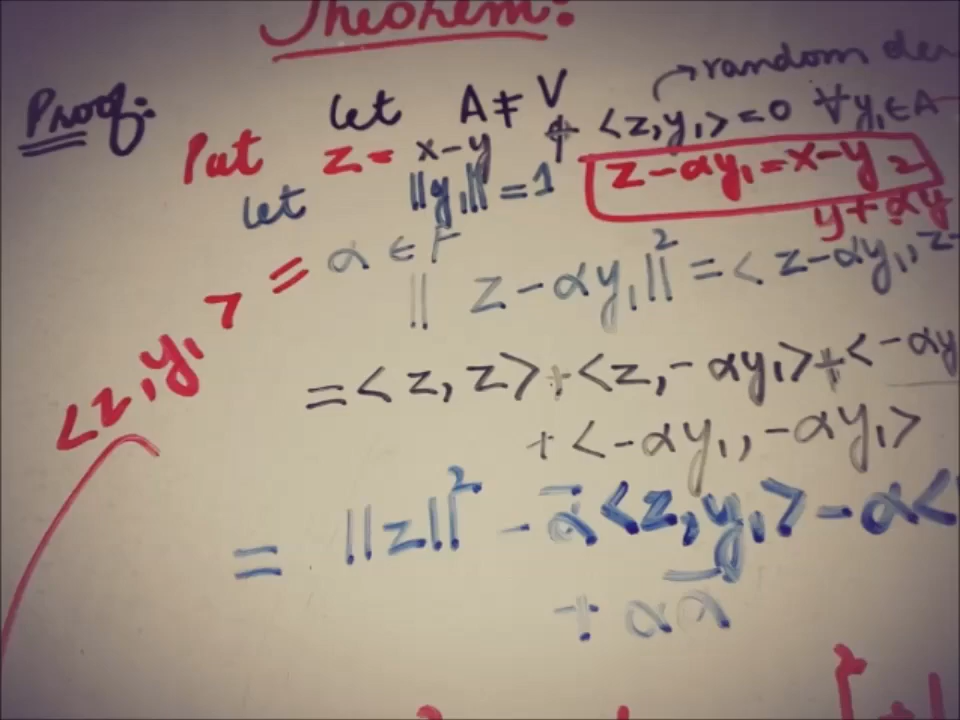 Theorem:
Proof: let A ≠ V → random
Put z = x-y & <z,y₁> = 0 ∀y₁∈A
let ||y₁|| = 1 z-αy₁ = x-y
y + αy
<z,y₁> = α ∈ F
|| z-αy₁||² = < z-αy₁, z-
= < z, z> + <z, -αy₁> + <-αy
+ <-αy₁, -αy₁>
= ||z||² - ᾱ<z,y₁> - α<
+ αᾱ